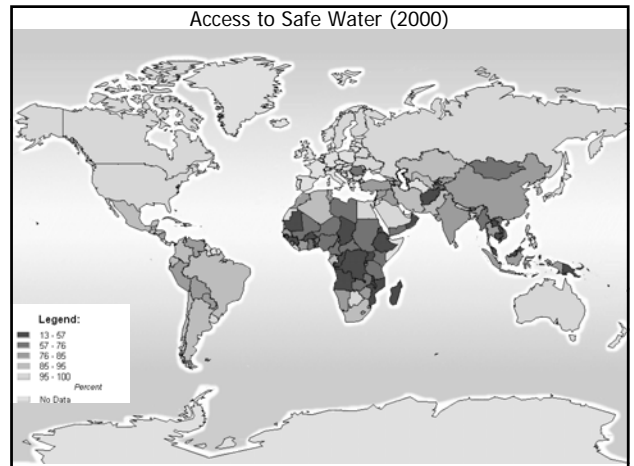 Access to Safe Water (2000)
Legend:
13 - 57
57 - 76
76 - 85
85 - 95
95 - 100
Percent
No Data